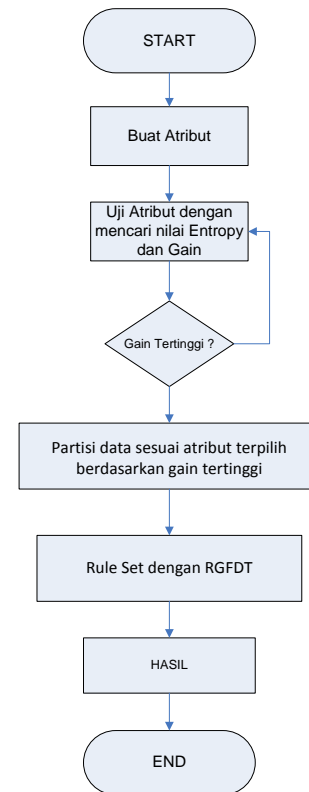 START
Buat Atribut
Uji Atribut dengan
mencari nilai Entropy
dan Gain
Gain Tertinggi ?
Partisi data sesuai atribut terpilih
berdasarkan gain tertinggi
Rule Set dengan RGFDT
HASIL
END